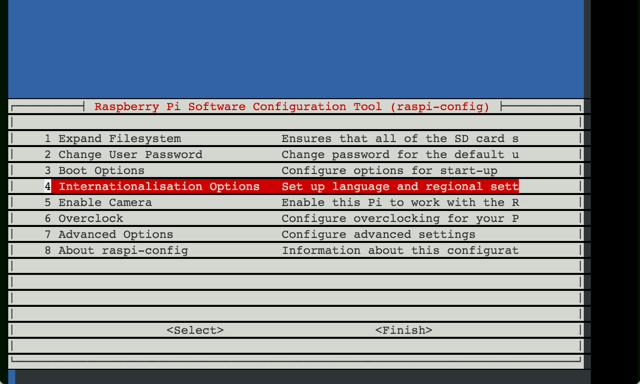 Raspberry Pi Software Configuration Tool (raspi-config)
1 Expand Filesystem Ensures that all of the SD card s
2 Change User Password Change password for the default u
3 Boot Options Configure options for start-up
4 Internationalisation Options Set up language and regional sett
5 Enable Camera Enable this Pi to work with the R
6 Overclock Configure overclocking for your P
7 Advanced Options Configure advanced settings
8 About raspi-config Information about this configurat
<Select> <Finish>